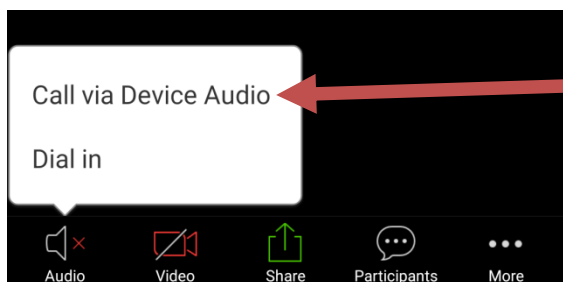 Call via Device Audio
Dial in
Audio Video Share Participants More